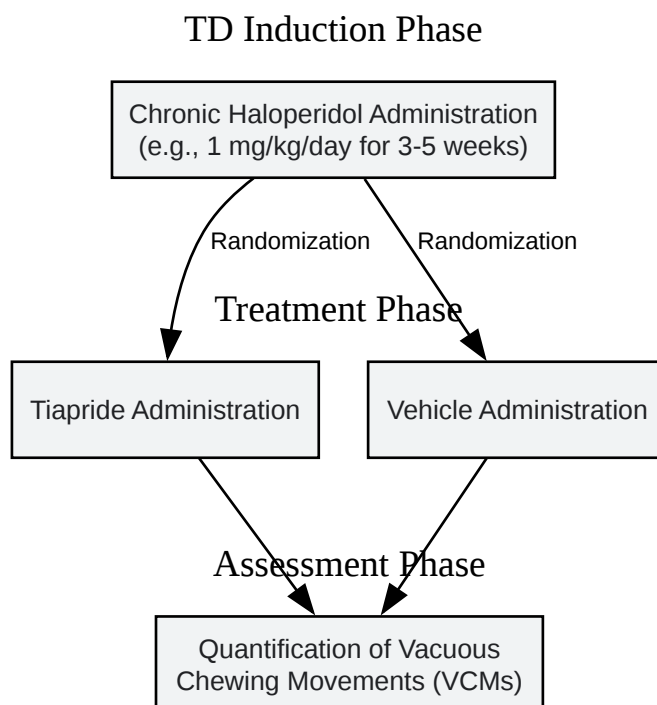 TD Induction Phase
Chronic Haloperidol Administration
(e.g., 1 mg/kg/day for 3-5 weeks)
Randomization
Randomization
Treatment Phase
Tiapride Administration
Vehicle Administration
Assessment Phase
Quantification of Vacuous
Chewing Movements (VCMs)